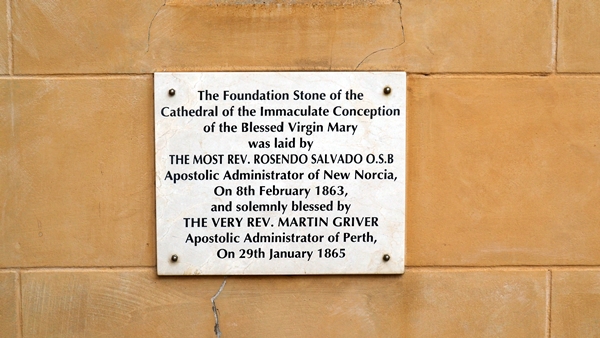 The Foundation Stone of the
Cathedral of the Immaculate Conception
of the Blessed Virgin Mary
was laid by
THE MOST REV. ROSENDO SALVADO O.S.B
Apostolic Administrator of New Norcia,
On 8th February 1863,
and solemnly blessed by
THE VERY REV. MARTIN GRIVER
Apostolic Administrator of Perth,
On 29th January 1865